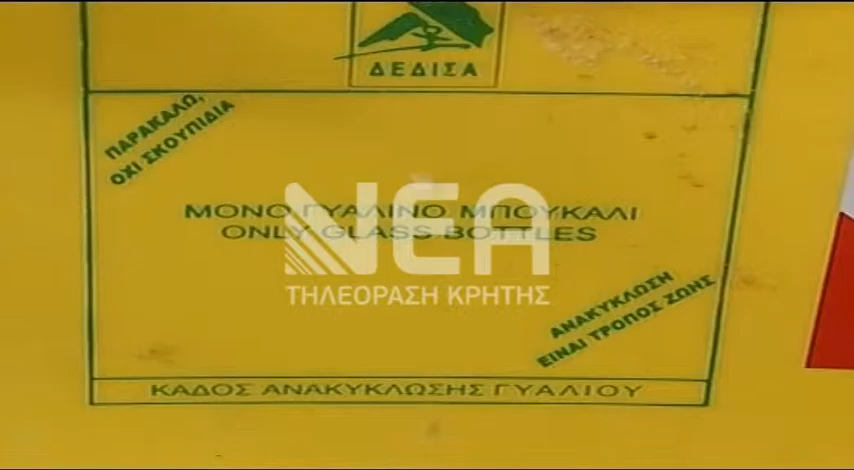 ΔΕΔΙΣΑ
ΠΑΡΑΚΑΛΩ,
ΟΧΙ ΣΚΟΥΠΙΔΙΑ
ΜΟΝΟ ΓΥΑΛΙΝΟ ΜΠΟΥΚΑΛΙ
ONLY GLASS BOTTLES
ΝΕΑ
ΤΗΛΕΟΡΑΣΗ ΚΡΗΤΗΣ
ΑΝΑΚΥΚΛΩΣΗ
ΕΙΝΑΙ ΤΡΟΠΟΣ ΖΩΗΣ
ΚΑΔΟΣ ΑΝΑΚΥΚΛΩΣΗΣ ΓΥΑΛΙΟΥ